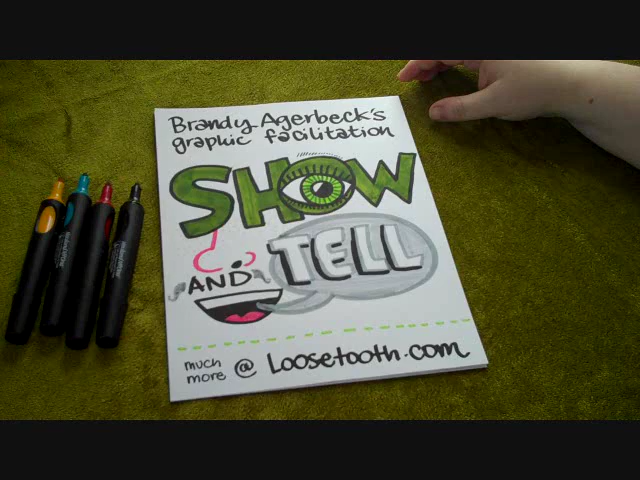 Brandy Agerbeck's
graphic facilitation
SHOW
AND TELL
much
more @ Loosetooth.com